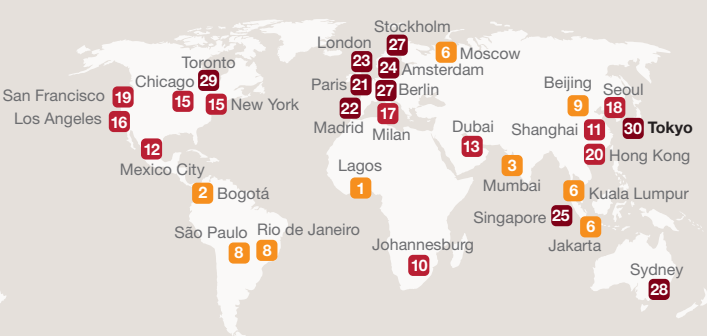 Stockholm
27
London
23
6 Moscow
Toronto
29
24
Amsterdam
Chicago
15
Paris 21
27 Berlin
Beijing
9
Seoul
18
San Francisco 19
15 New York
22
Madrid
17
Milan
Los Angeles 16
Dubai
13
Shanghai 11
30 Tokyo
12
Mexico City
20 Hong Kong
Lagos
1
3
Mumbai
2 Bogotá
6 Kuala Lumpur
Singapore 25
6
Jakarta
São Paulo
8
Rio de Janeiro
8
Johannesburg
10
Sydney
28